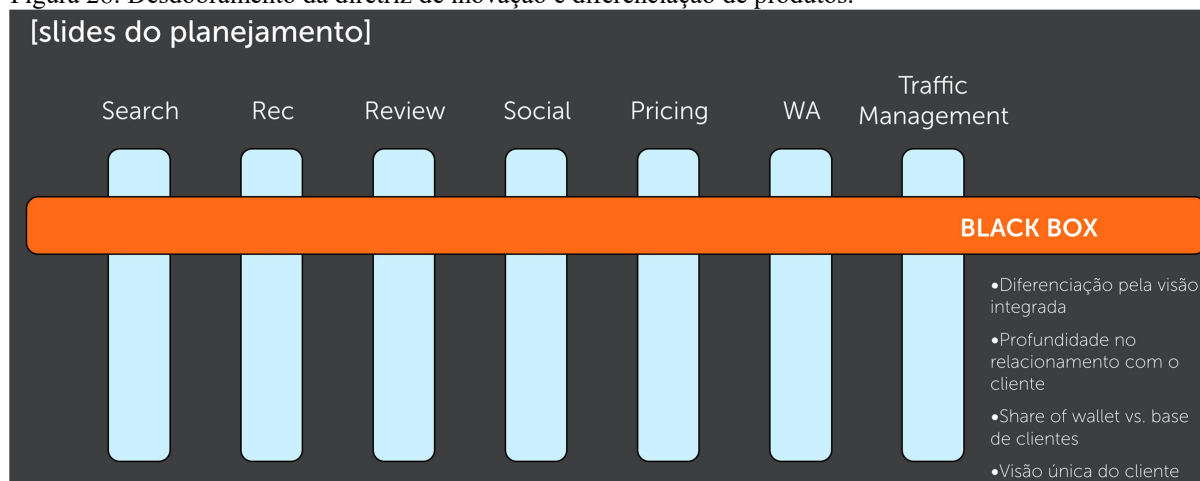 Figura 28: Desdobramento da diretriz de inovação e diferenciação de produtos.
[slides do planejamento]
Search Rec Review Social Pricing WA Traffic
Management
BLACK BOX
•Diferenciação pela visão
integrada
•Profundidade no
relacionamento com o
cliente
•Share of wallet vs. base
de clientes
•Visão única do cliente